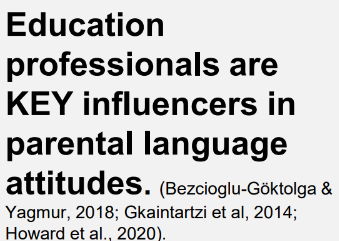 Education
professionals are
KEY influencers in
parental language
attitudes. (Bezcioglu-Göktolga &
Yagmur, 2018; Gkaintartzi et al, 2014;
Howard et al., 2020).